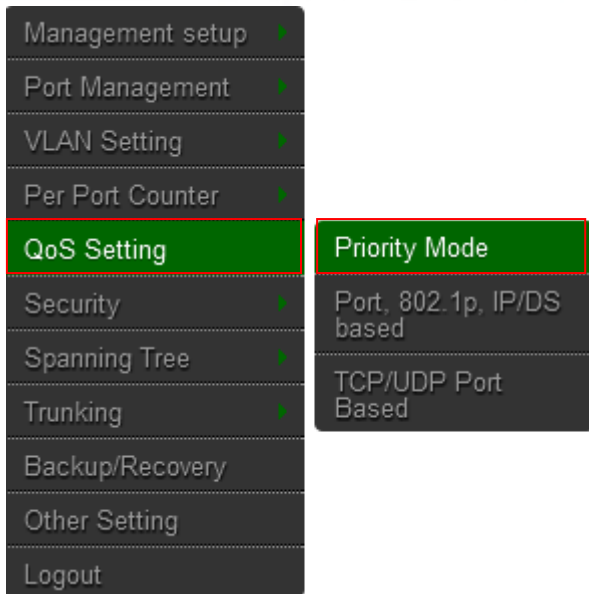 Management setup
Port Management
VLAN Setting
Per Port Counter
QoS Setting
Security
Spanning Tree
Trunking
Backup/Recovery
Other Setting
Logout
Priority Mode
Port, 802.1p, IP/DS
based
TCP/UDP Port
Based